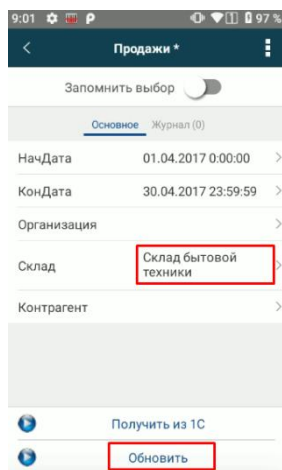 9:01 97 %
Продажи *
Запомнить выбор
Основное Журнал (0)
НачДата 01.04.2017 0:00:00
КонДата 30.04.2017 23:59:59
Организация
Склад Склад бытовой
техники
Контрагент
Получить из 1С
Обновить